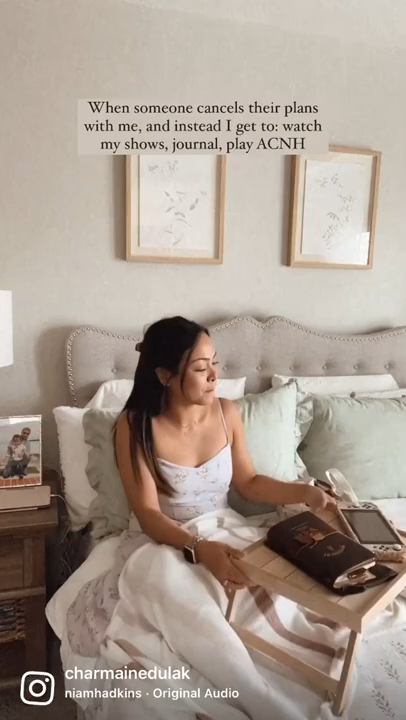 When someone cancels their plans
with me, and instead I get to: watch
my shows, journal, play ACNH
charmainedulak
niamhadkins · Original Audio